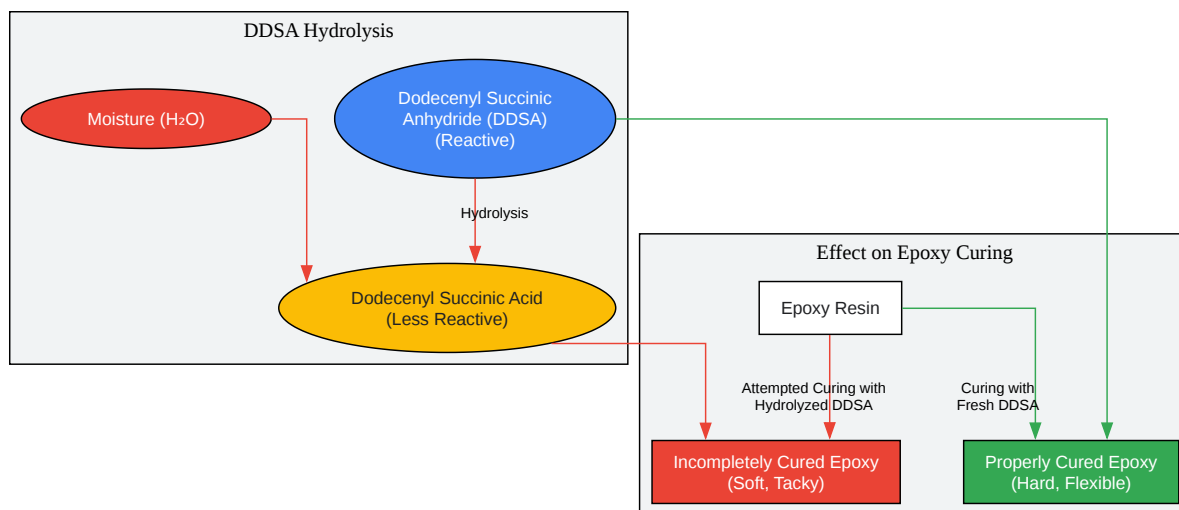 DDSA Hydrolysis
Moisture (H₂O)
Dodecenyl Succinic
Anhydride (DDSA)
(Reactive)
Hydrolysis
Dodecenyl Succinic Acid
(Less Reactive)
Effect on Epoxy Curing
Epoxy Resin
Attempted Curing with
Hydrolyzed DDSA
Curing with
Fresh DDSA
Incompletely Cured Epoxy
(Soft, Tacky)
Properly Cured Epoxy
(Hard, Flexible)